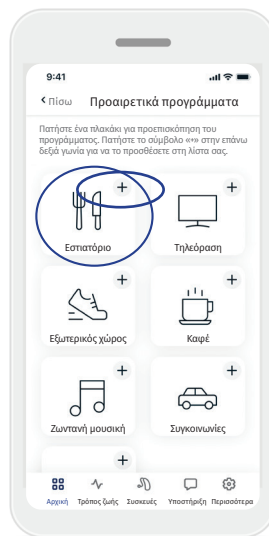 9:41
Πίσω Προαιρετικά προγράμματα
Πατήστε ένα πλακάκι για προεπισκόπηση του
προγράμματος. Πατήστε το σύμβολο «+» στην επάνω
δεξιά γωνία για να το προσθέσετε στη λίστα σας.
+ +
Εστιατόριο Τηλεόραση
+ +
Εξωτερικός χώρος Καφέ
+ +
Ζωντανή μουσική Συγκοινωνίες
+
Αρχική Τρόπος ζωής Συσκευές Υποστήριξη Περισσότερα